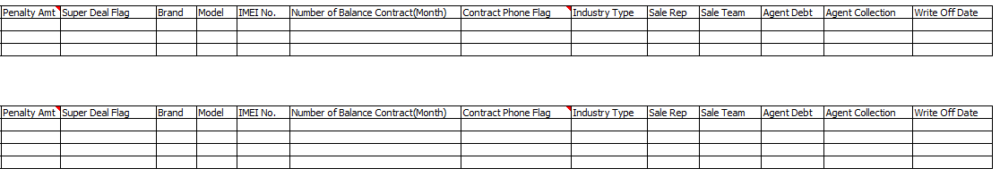 Penalty Amt Super Deal Flag Brand Model IMEI No. Number of Balance Contract(Month) Contract Phone Flag Industry Type Sale Rep Sale Team Agent Debt Agent Collection Write Off Date
Penalty Amt Super Deal Flag Brand Model IMEI No. Number of Balance Contract(Month) Contract Phone Flag Industry Type Sale Rep Sale Team Agent Debt Agent Collection Write Off Date